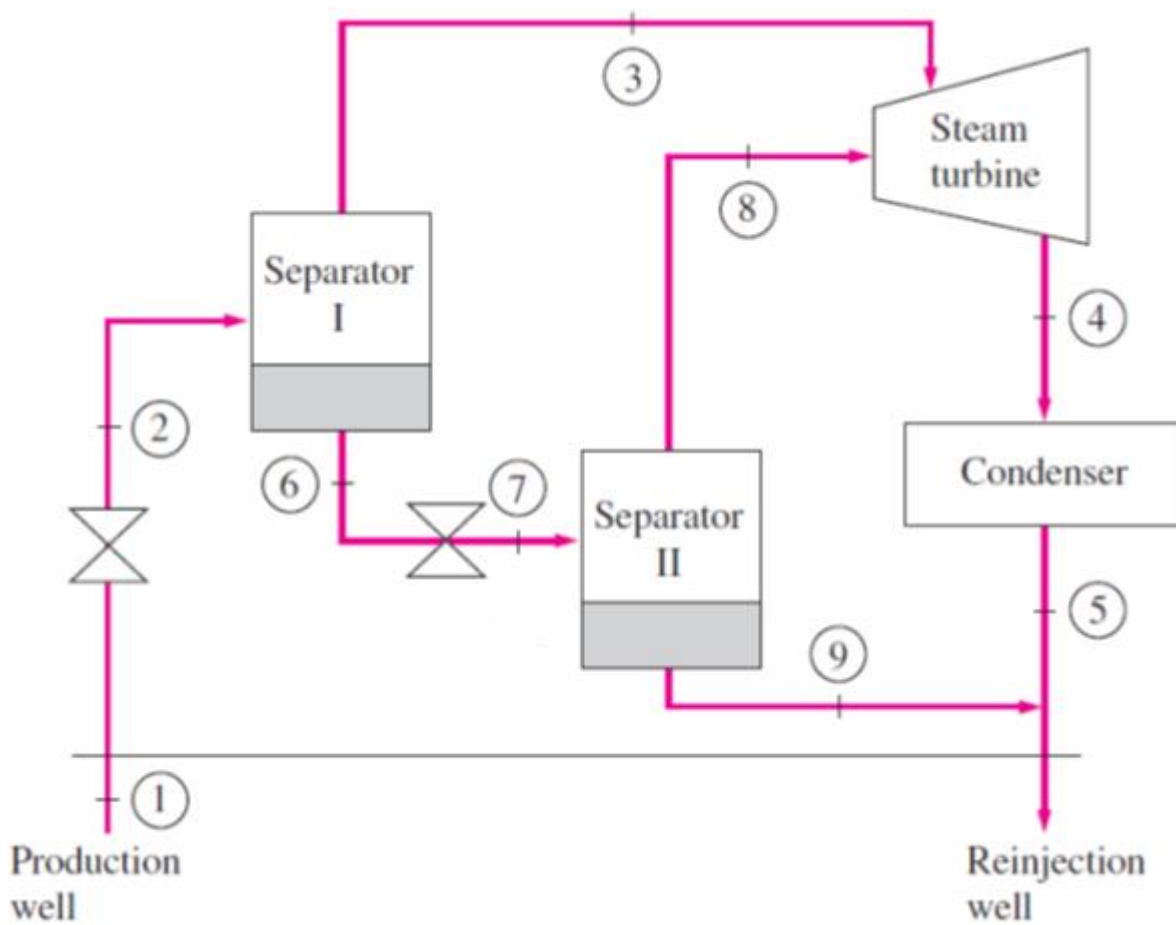 3
Steam
turbine
8
Separator
I
4
2
6
7
Condenser
Separator
II
5
9
1
Production
well
Reinjection
well